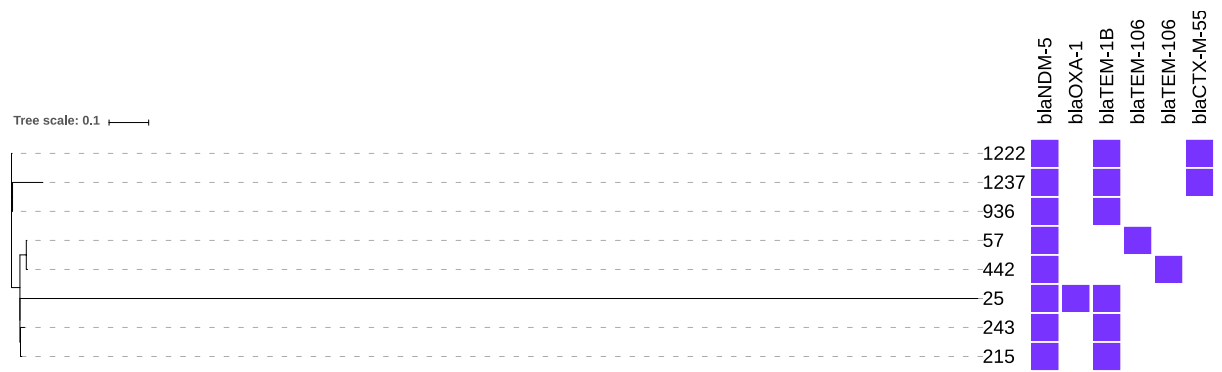 blaNDM-5
blaOXA-1
blaTEM-1B
blaTEM-106
blaTEM-106
blaCTX-M-55
Tree scale: 0.1
1222
1237
936
57
442
25
243
215